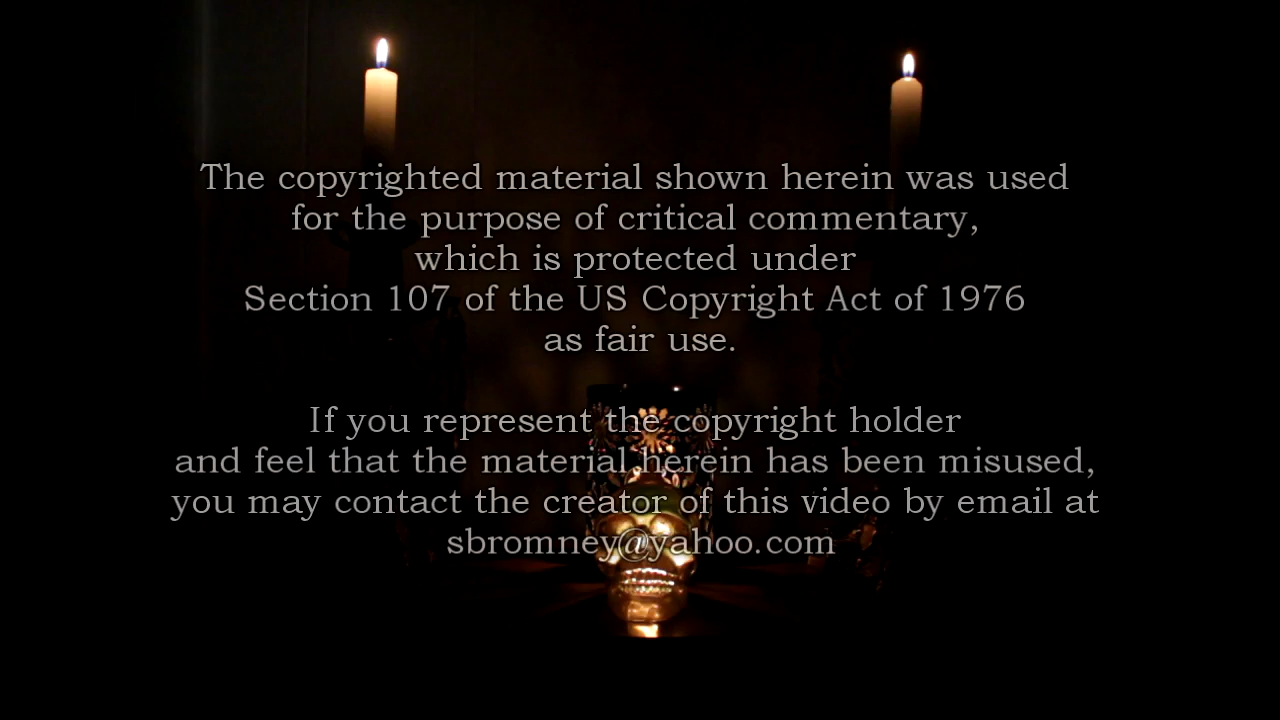 The copyrighted material shown herein was used
for the purpose of critical commentary,
which is protected under
Section 107 of the US Copyright Act of 1976
as fair use.
If you represent the copyright holder
and feel that the material herein has been misused,
you may contact the creator of this video by email at
sbromney@yahoo.com